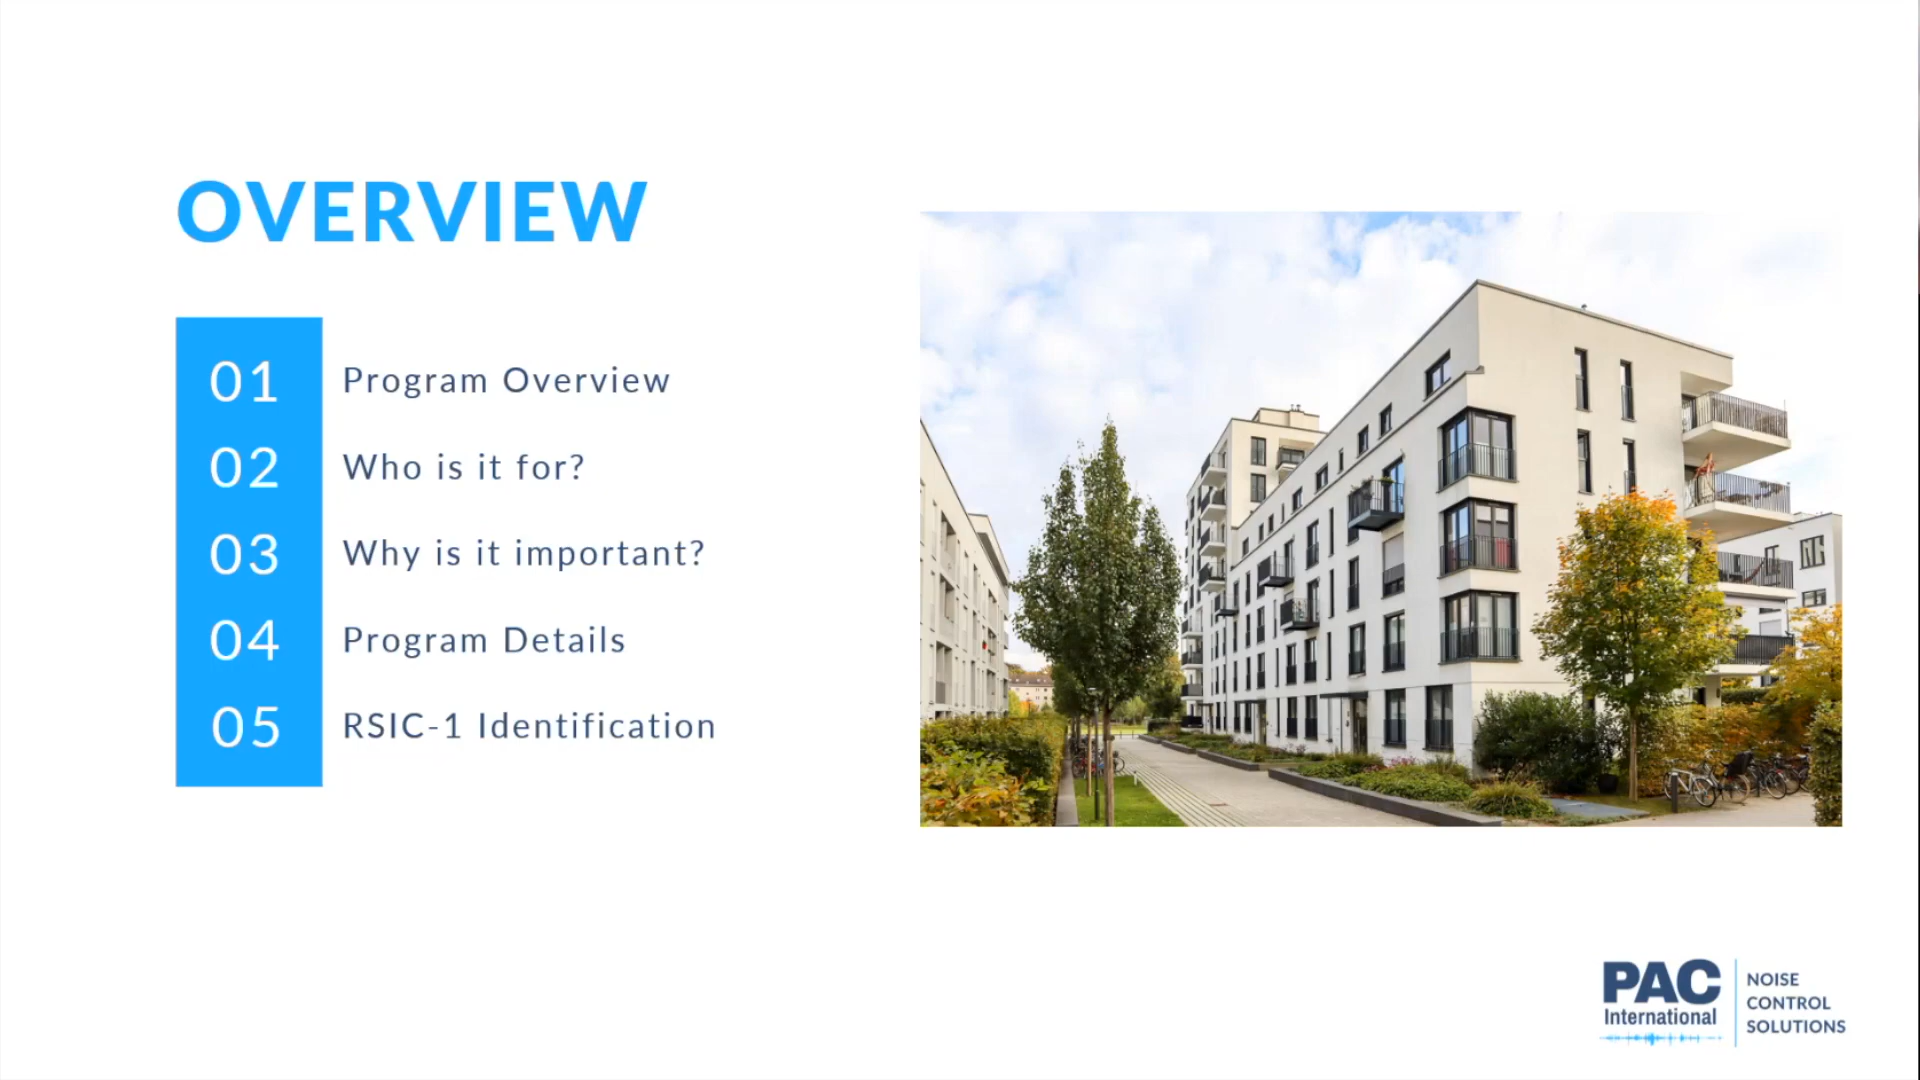 OVERVIEW
01 Program Overview
02 Who is it for?
03 Why is it important?
04 Program Details
05 RSIC-1 Identification
PAC
International
NOISE
CONTROL
SOLUTIONS